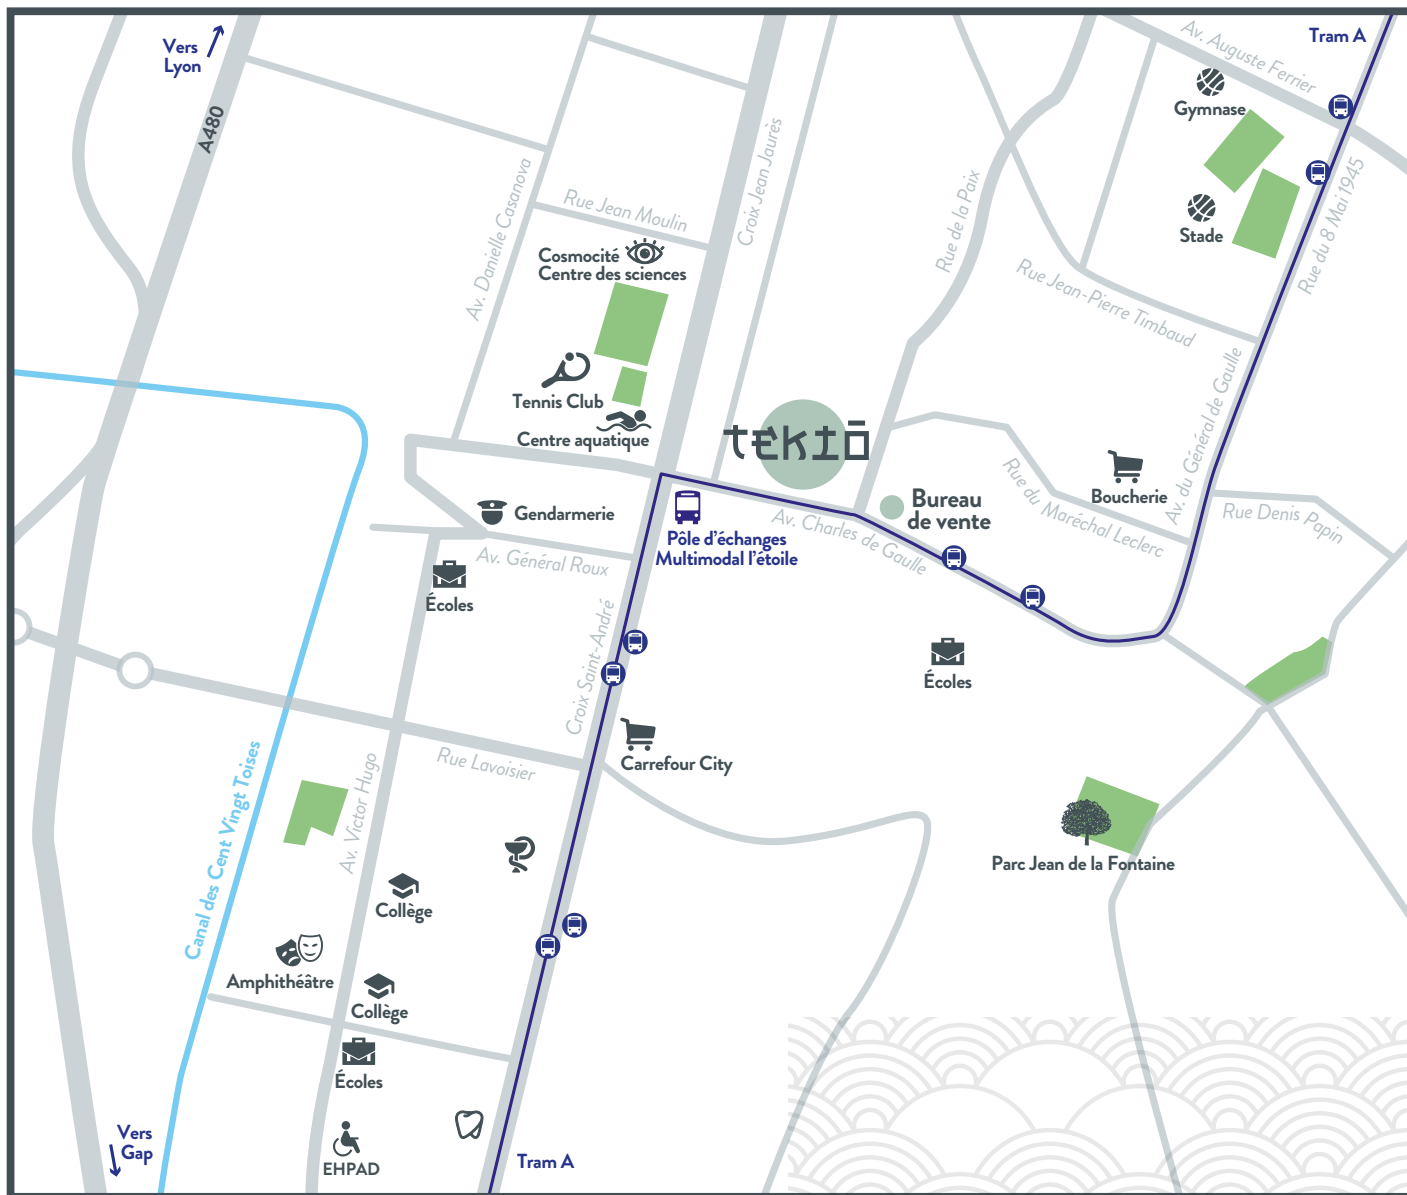 Vers
Lyon
A480
Tram A
Av. Auguste Ferrier
Gymnase
Stade
Rue du 8 Mai 1945
Croix Jean Jaurès
Av. Danielle Casanova
Rue Jean Moulin
Rue de la Paix
Cosmocité
Centre des sciences
Rue Jean-Pierre Timbaud
Tennis Club
Centre aquatique
tekiō
Av. du Général de Gaulle
Boucherie
Rue du Maréchal Leclerc
Rue Denis Papin
Gendarmerie
Bureau
de vente
Pôle d'échanges
Multimodal l'étoile
Av. Charles de Gaulle
Av. Général Roux
Écoles
Croix Saint-André
Écoles
Carrefour City
Rue Lavoisier
Av. Victor Hugo
Canal des Cent Vingt Toises
Parc Jean de la Fontaine
Collège
Amphithéâtre
Collège
Écoles
Vers
Gap
EHPAD
Tram A